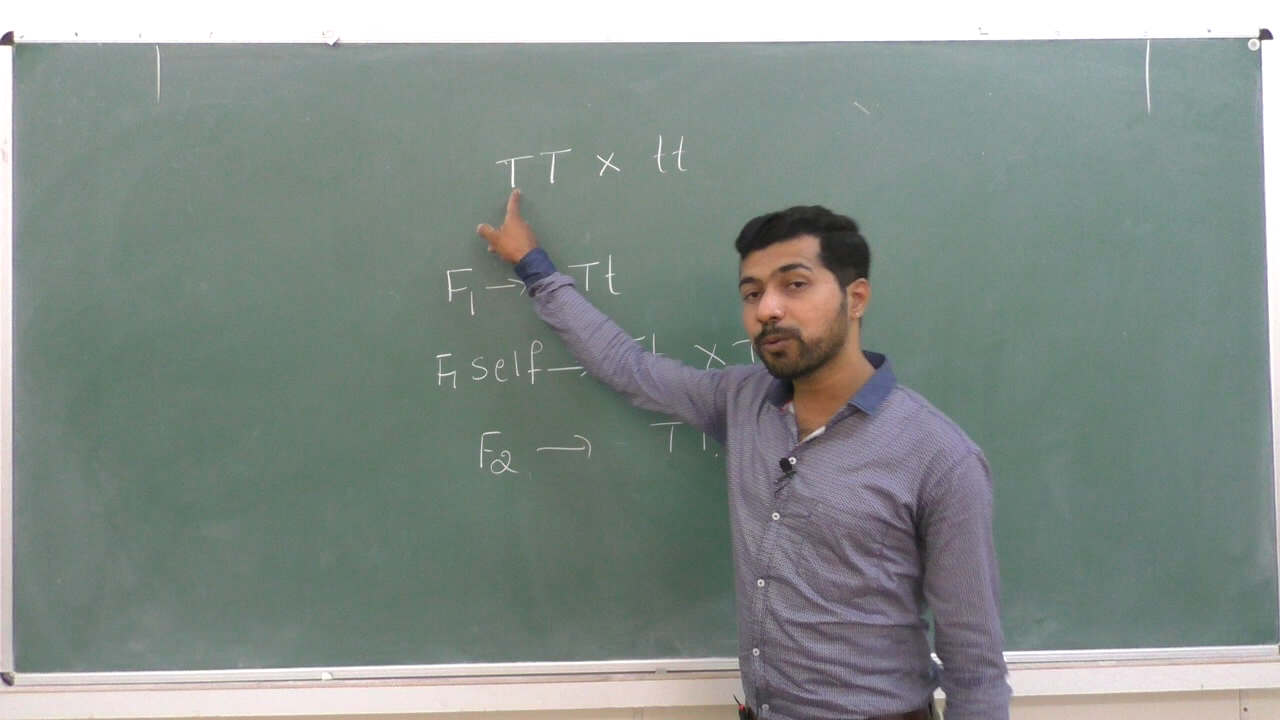 TT x tt
F1 → Tt
F1 self → x T
F2 → T